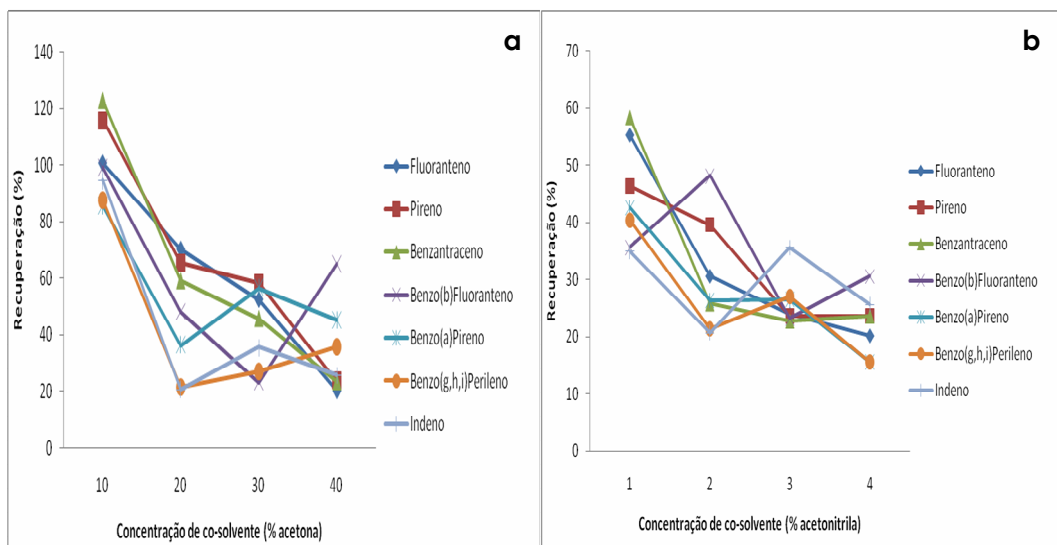 a
140
120
100
80
60
40
20
0
Recuperação (%)
10 20 30 40
Concentração de co-solvente (% acetona)
Fluoranteno
Pireno
Benzantraceno
Benzo(b)Fluoranteno
Benzo(a)Pireno
Benzo(g,h,i)Perileno
Indeno
b
70
60
50
40
30
20
10
0
Recuperação (%)
1 2 3 4
Concentração de co-solvente (% acetonitrila)
Fluoranteno
Pireno
Benzantraceno
Benzo(b)Fluoranteno
Benzo(a)Pireno
Benzo(g,h,i)Perileno
Indeno